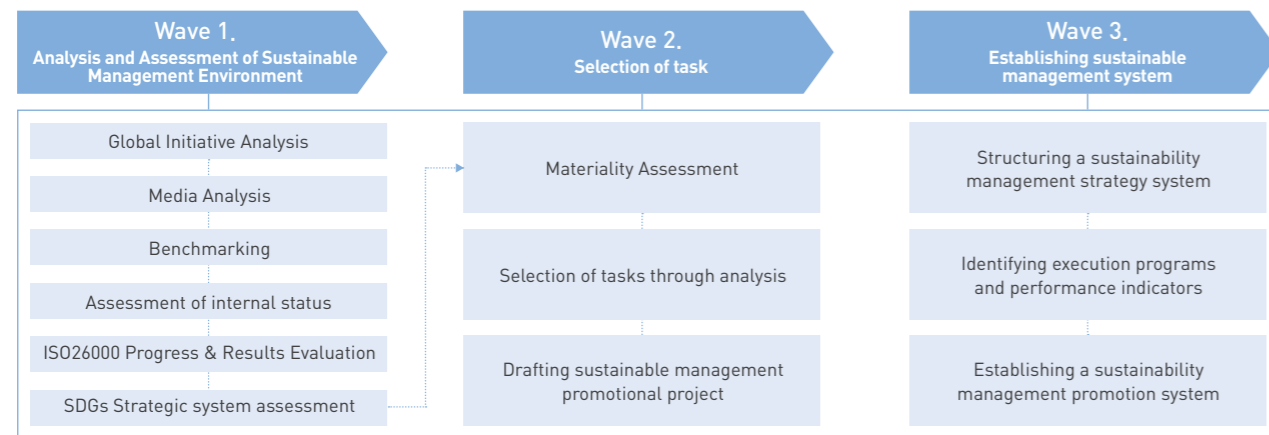 Wave 1.
Analysis and Assessment of Sustainable
Management Environment
Global Initiative Analysis
Media Analysis
Benchmarking
Assessment of internal status
ISO26000 Progress & Results Evaluation
SDGs Strategic system assessment
Wave 2.
Selection of task
Materiality Assessment
Selection of tasks through analysis
Drafting sustainable management
promotional project
Wave 3.
Establishing sustainable
management system
Structuring a sustainability
management strategy system
Identifying execution programs
and performance indicators
Establishing a sustainability
management promotion system